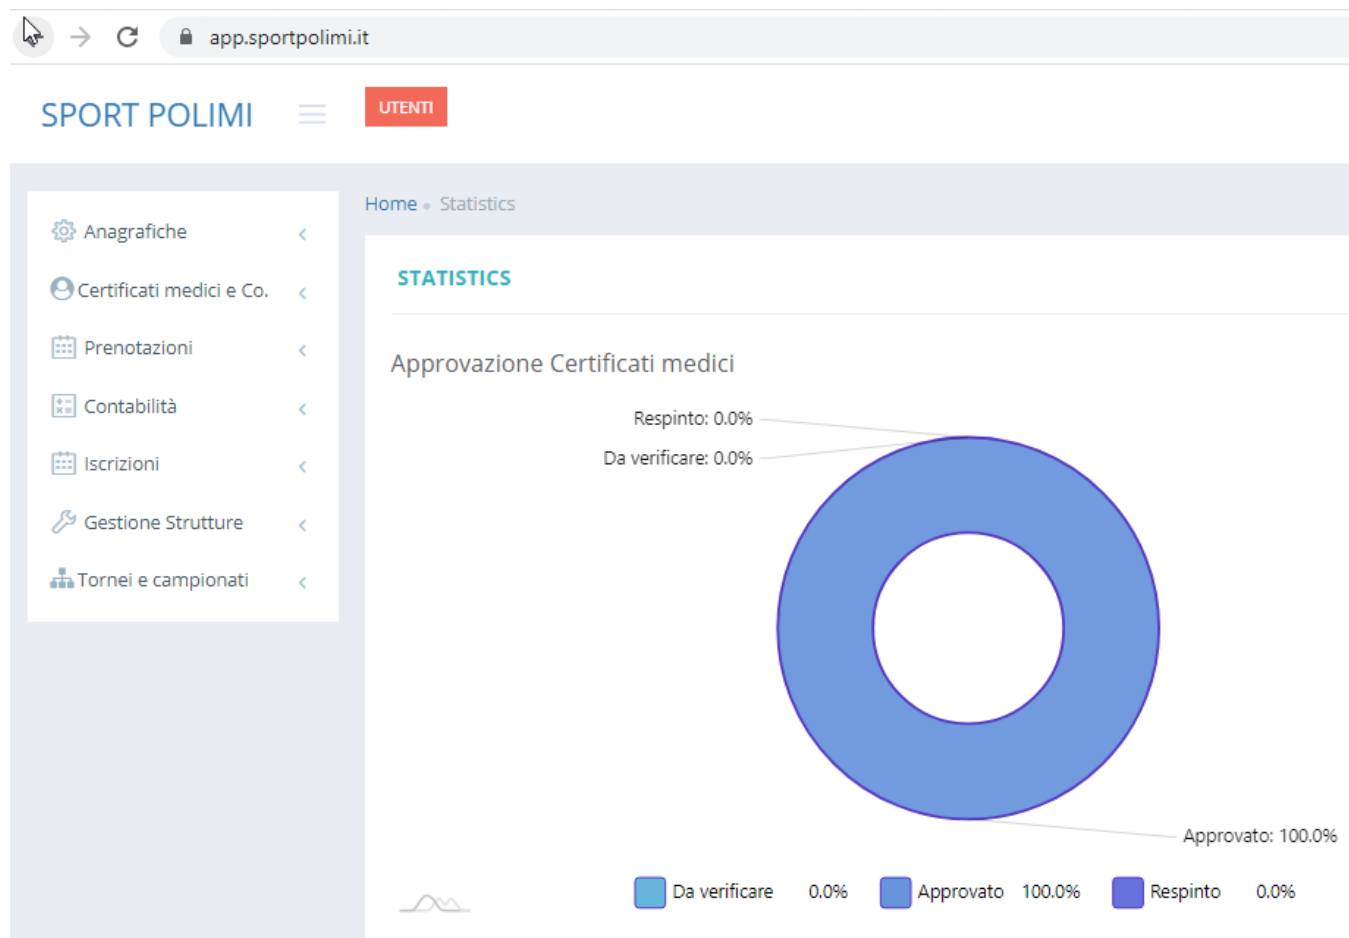 app.sportpolimi.it
SPORT POLIMI
UTENTI
Home • Statistics
Anagrafiche
Certificati medici e Co.
Prenotazioni
Contabilità
Iscrizioni
Gestione Strutture
Tornei e campionati
STATISTICS
Approvazione Certificati medici
Respinto: 0.0%
Da verificare: 0.0%
Approvato: 100.0%
Da verificare 0.0% Approvato 100.0% Respinto 0.0%